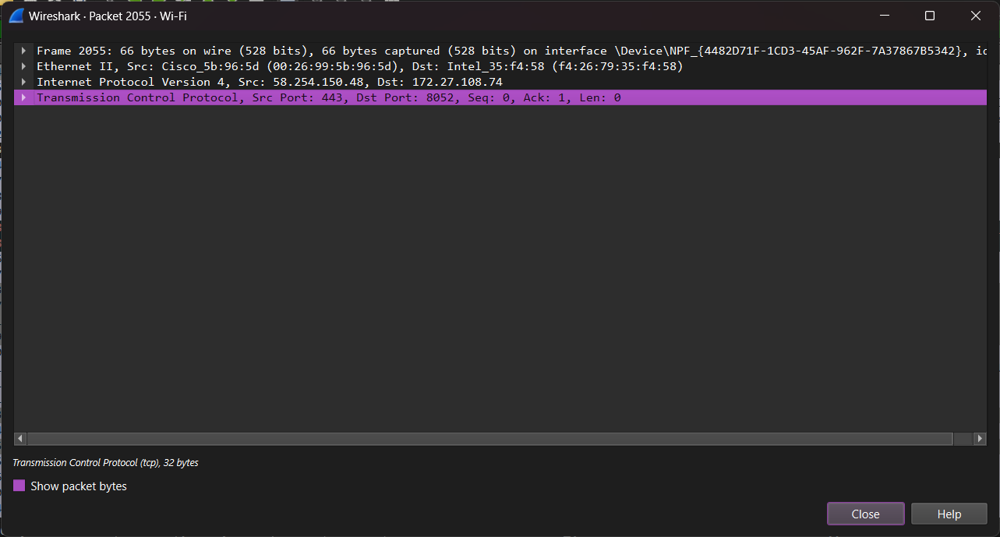 Wireshark · Packet 2055 · Wi-Fi
Frame 2055: 66 bytes on wire (528 bits), 66 bytes captured (528 bits) on interface \Device\NPF_{4482D71F-1CD3-45AF-962F-7A37867B5342}, id
Ethernet II, Src: Cisco_5b:96:5d (00:26:99:5b:96:5d), Dst: Intel_35:f4:58 (f4:26:79:35:f4:58)
Internet Protocol Version 4, Src: 58.254.150.48, Dst: 172.27.108.74
Transmission Control Protocol, Src Port: 443, Dst Port: 8052, Seq: 0, Ack: 1, Len: 0
Transmission Control Protocol (tcp), 32 bytes
Show packet bytes
Close Help